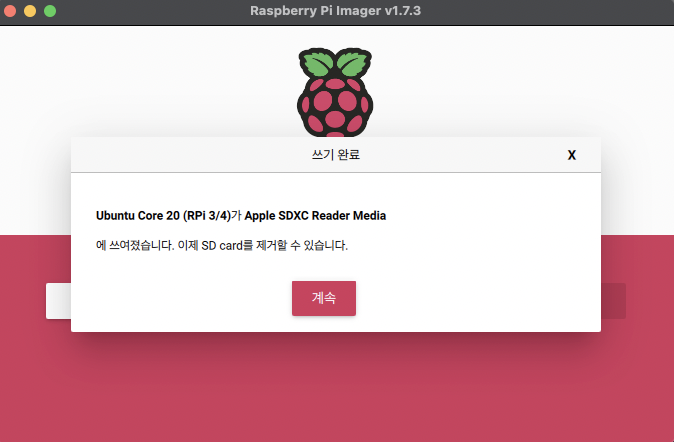 Raspberry Pi Imager v1.7.3
쓰기 완료
X
Ubuntu Core 20 (RPi 3/4)가 Apple SDXC Reader Media
에 쓰여졌습니다. 이제 SD card를 제거할 수 있습니다.
계속